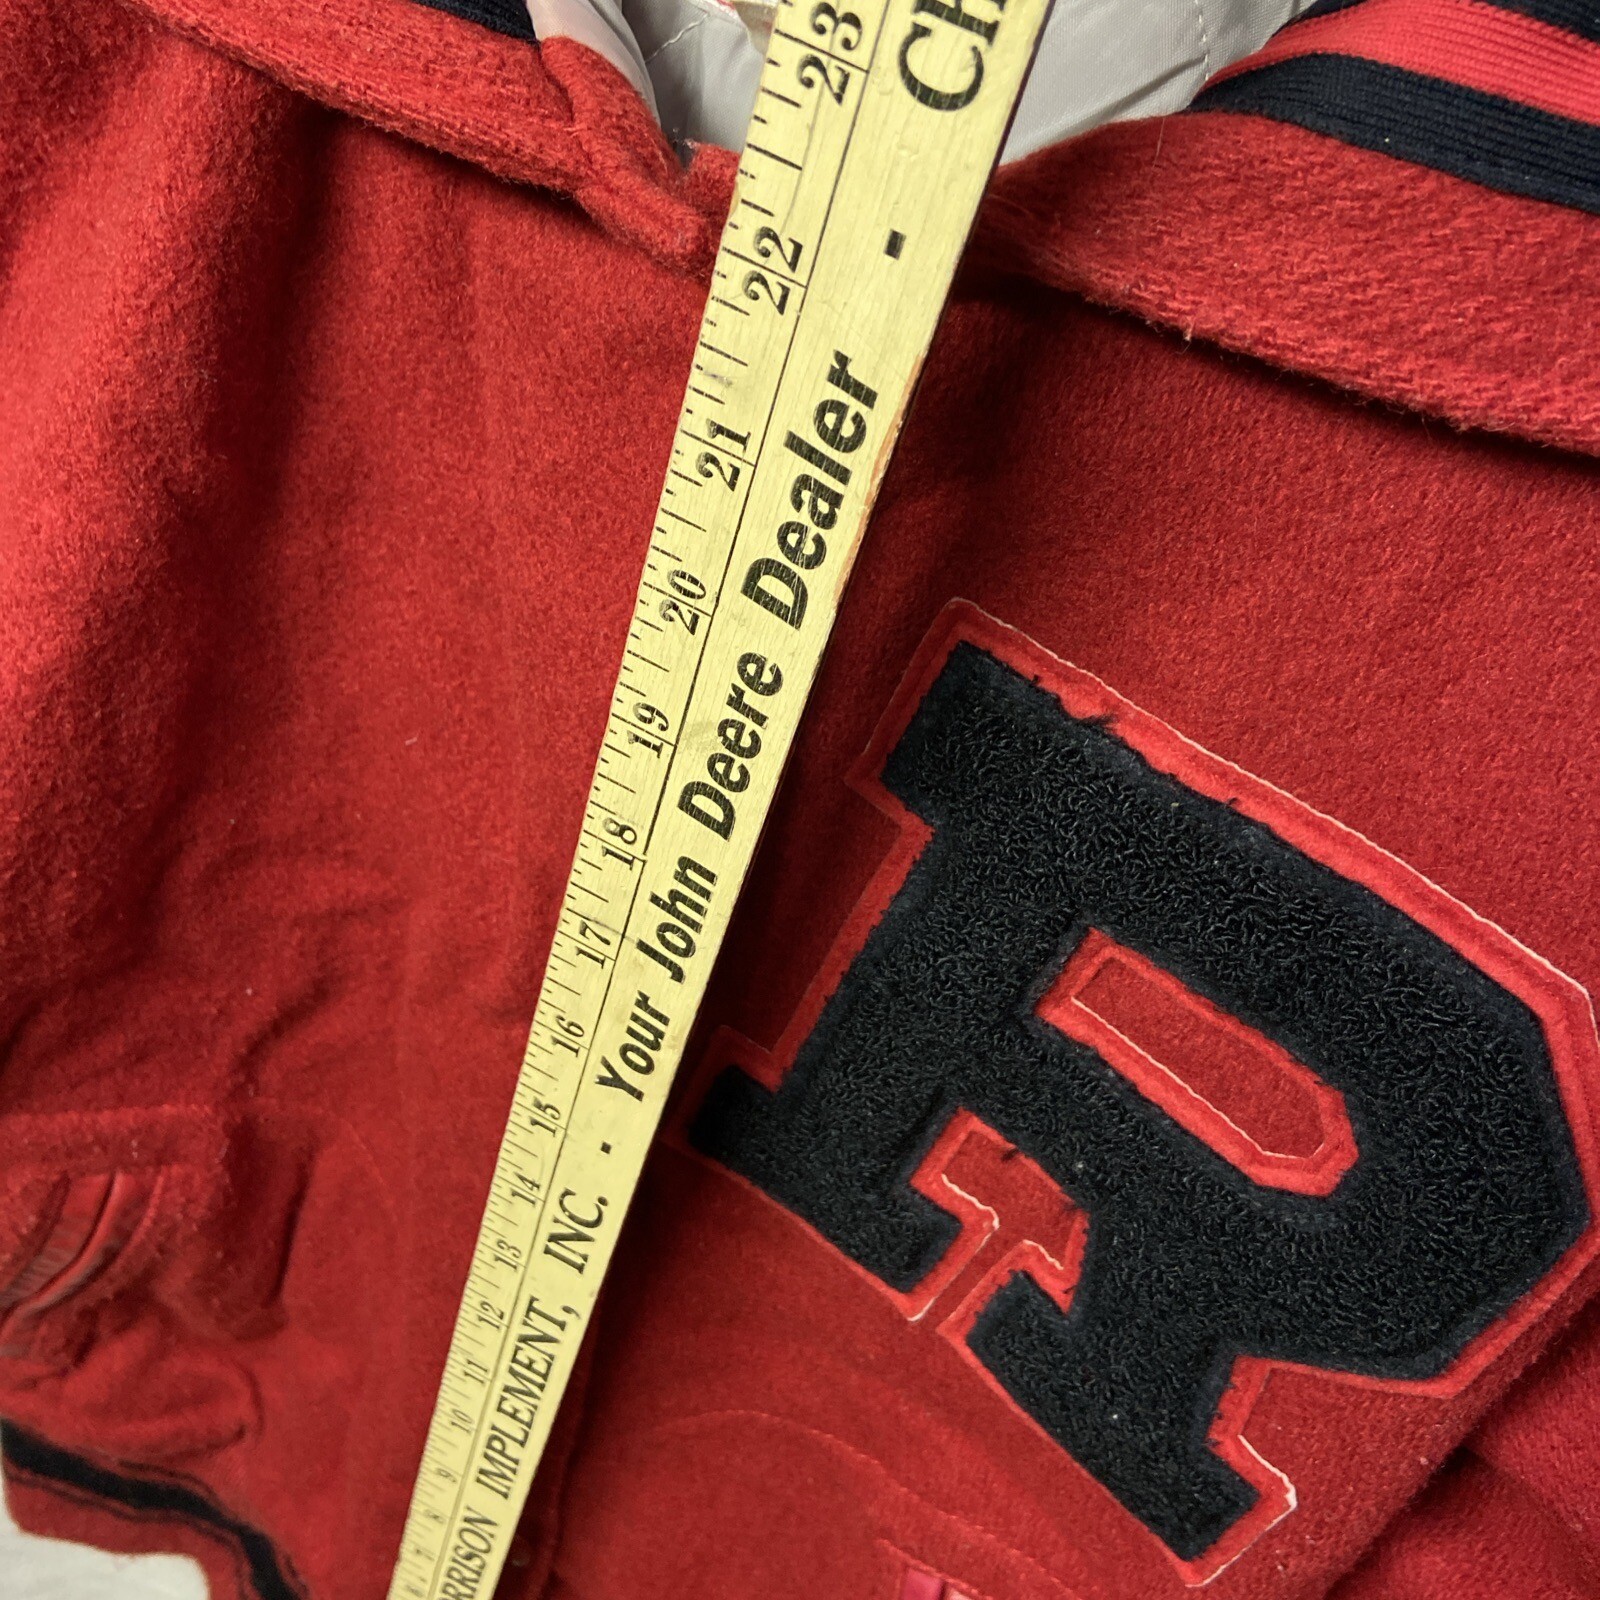 RRISON IMPLEMENT, INC. - Your John Deere Dealer - Ch
7 8 9 10 11 12 13 14 15 16 17 18 19 20 21 22 23
R